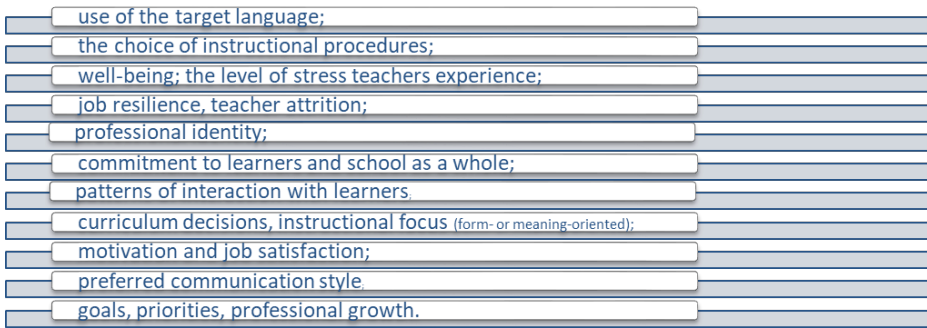 use of the target language;
the choice of instructional procedures;
well-being; the level of stress teachers experience;
job resilience, teacher attrition;
professional identity;
commitment to learners and school as a whole;
patterns of interaction with learners;
curriculum decisions, instructional focus (form- or meaning-oriented);
motivation and job satisfaction;
preferred communication style;
goals, priorities, professional growth.